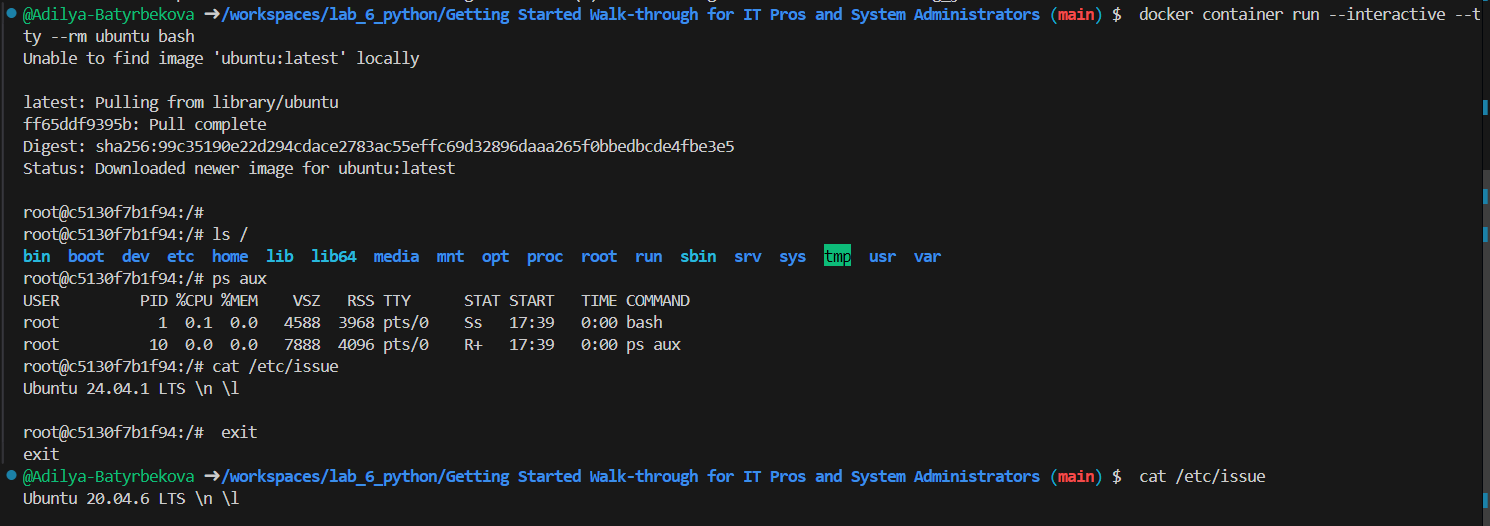 @Adilya-Batyrbekova ➜/workspaces/lab_6_python/Getting Started Walk-through for IT Pros and System Administrators (main) $  docker container run --interactive --t
ty --rm ubuntu bash
Unable to find image 'ubuntu:latest' locally
latest: Pulling from library/ubuntu
ff65ddf9395b: Pull complete
Digest: sha256:99c35190e22d294cdace2783ac55effc69d32896daaa265f0bbedbcde4fbe3e5
Status: Downloaded newer image for ubuntu:latest
root@c5130f7b1f94:/#
root@c5130f7b1f94:/# ls /
bin  boot  dev  etc  home  lib  lib64  media  mnt  opt  proc  root  run  sbin  srv  sys  tmp  usr  var
root@c5130f7b1f94:/# ps aux
USER         PID %CPU %MEM    VSZ   RSS TTY      STAT START   TIME COMMAND
root           1  0.1  0.0   4588  3968 pts/0    Ss   17:39   0:00 bash
root          10  0.0  0.0   7888  4096 pts/0    R+   17:39   0:00 ps aux
root@c5130f7b1f94:/# cat /etc/issue
Ubuntu 24.04.1 LTS \n \l
root@c5130f7b1f94:/#  exit
exit
@Adilya-Batyrbekova ➜/workspaces/lab_6_python/Getting Started Walk-through for IT Pros and System Administrators (main) $  cat /etc/issue
Ubuntu 20.04.6 LTS \n \l